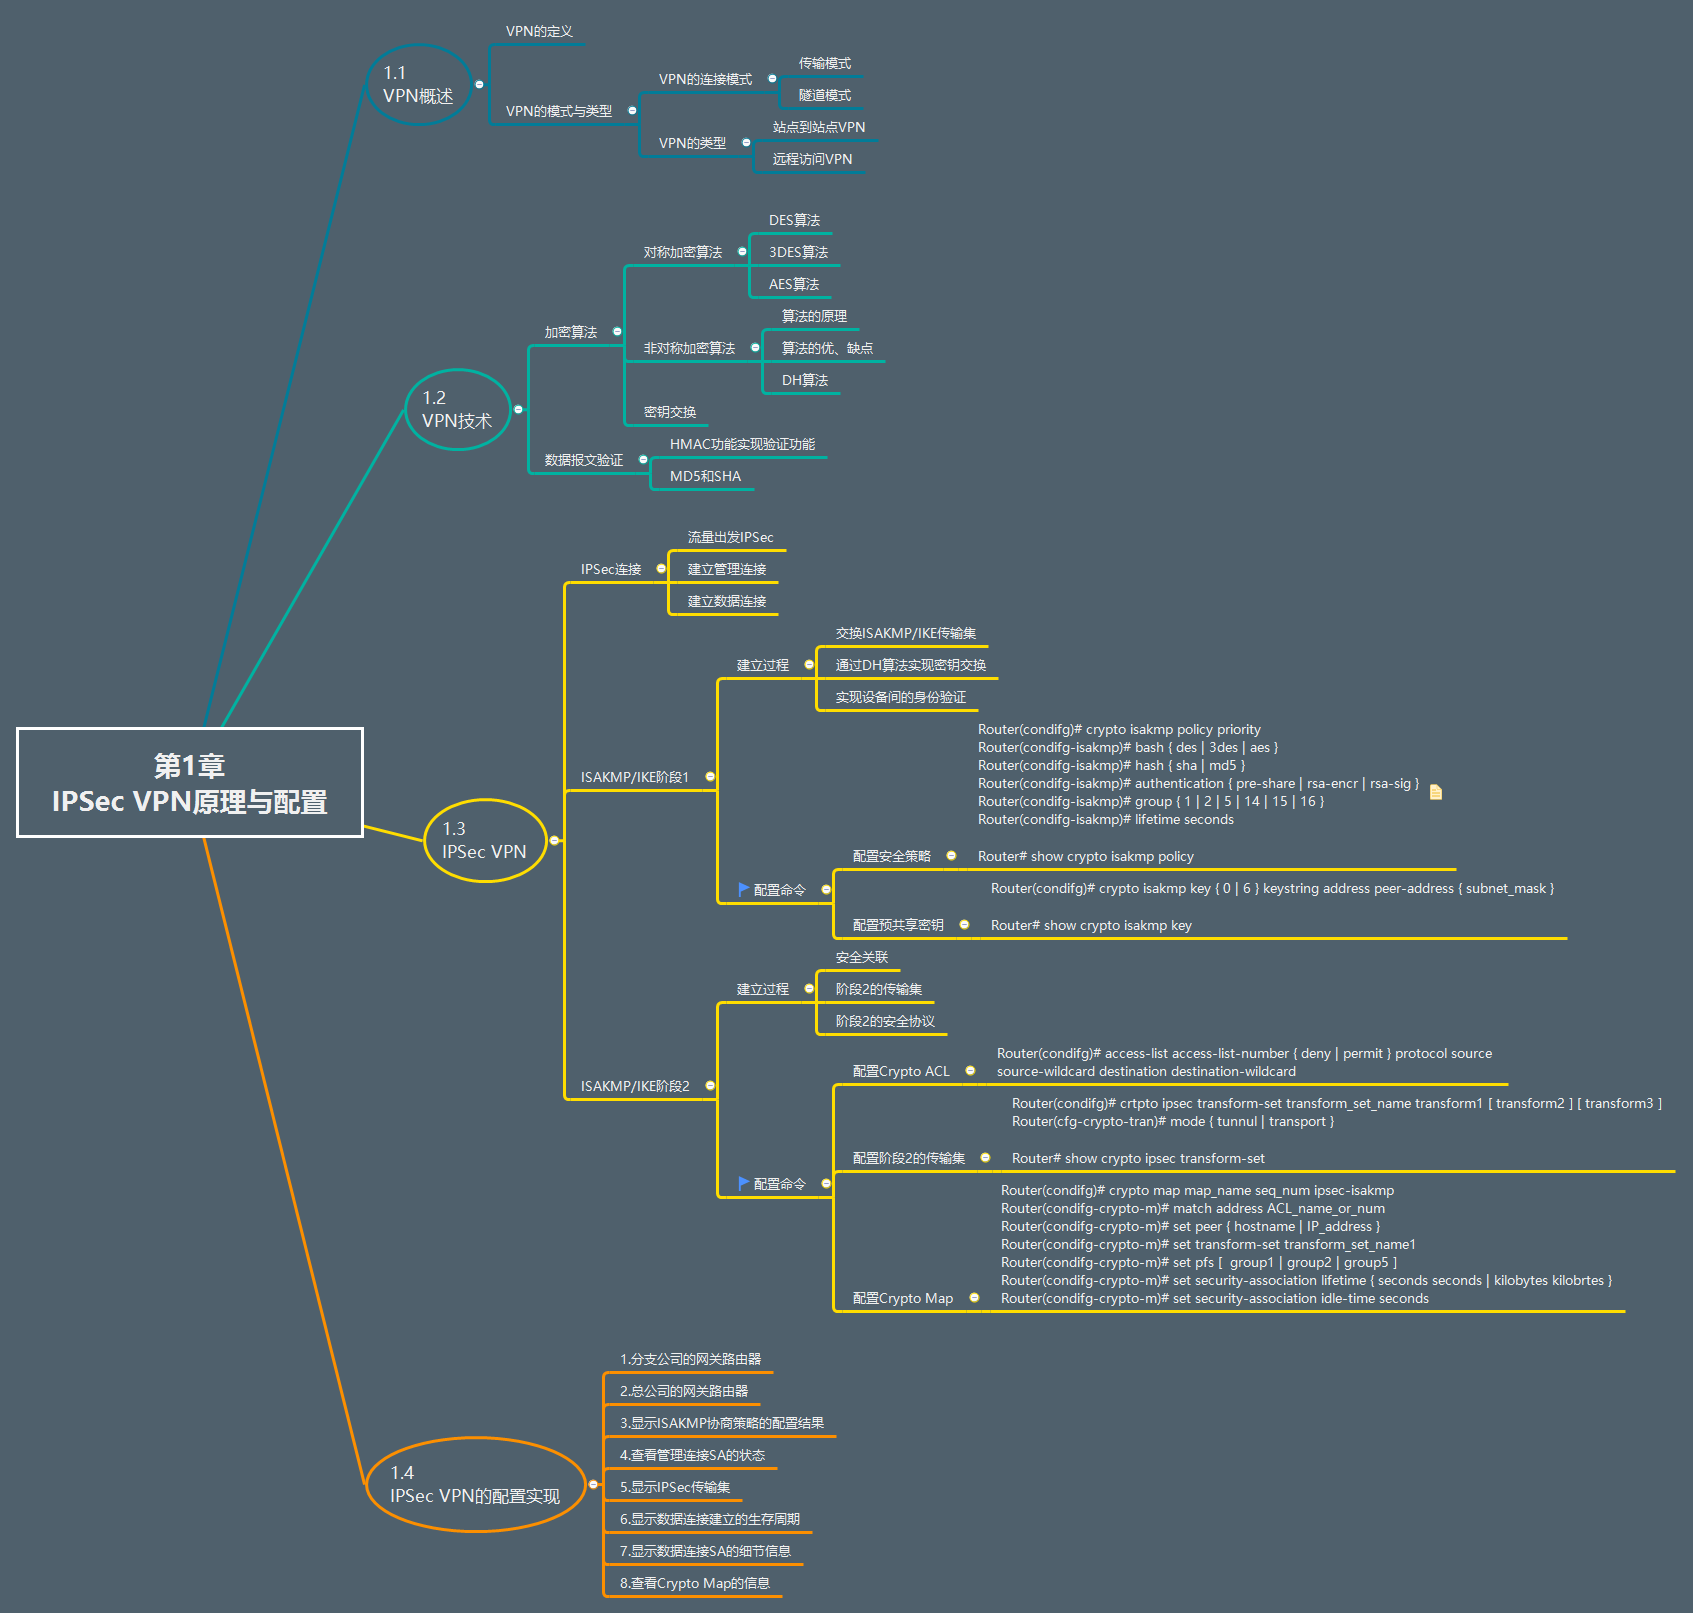 第1章
IPSec VPN原理与配置
1.1
VPN概述
VPN的定义
VPN的模式与类型
VPN的连接模式
传输模式
隧道模式
VPN的类型
站点到站点VPN
远程访问VPN
1.2
VPN技术
加密算法
对称加密算法
DES算法
3DES算法
AES算法
非对称加密算法
算法的原理
算法的优、缺点
DH算法
密钥交换
数据报文验证
HMAC功能实现验证功能
MD5和SHA
1.3
IPSec VPN
IPSec连接
流量出发IPSec
建立管理连接
建立数据连接
ISAKMP/IKE阶段1
建立过程
交换ISAKMP/IKE传输集
通过DH算法实现密钥交换
实现设备间的身份验证
配置命令
配置安全策略
Router(condifg)# crypto isakmp policy priority
Router(condifg-isakmp)# bash { des | 3des | aes }
Router(condifg-isakmp)# hash { sha | md5 }
Router(condifg-isakmp)# authentication { pre-share | rsa-encr | rsa-sig }
Router(condifg-isakmp)# group { 1 | 2 | 5 | 14 | 15 | 16 }
Router(condifg-isakmp)# lifetime seconds
Router# show crypto isakmp policy
配置预共享密钥
Router(condifg)# crypto isakmp key { 0 | 6 } keystring address peer-address { subnet_mask }
Router# show crypto isakmp key
ISAKMP/IKE阶段2
建立过程
安全关联
阶段2的传输集
阶段2的安全协议
配置命令
配置Crypto ACL
Router(condifg)# access-list access-list-number { deny | permit } protocol source
source-wildcard destination destination-wildcard
配置阶段2的传输集
Router(condifg)# crtpto ipsec transform-set transform_set_name transform1 [ transform2 ] [ transform3 ]
Router(cfg-crypto-tran)# mode { tunnul | transport }
Router# show crypto ipsec transform-set
配置Crypto Map
Router(condifg)# crypto map map_name seq_num ipsec-isakmp
Router(condifg-crypto-m)# match address ACL_name_or_num
Router(condifg-crypto-m)# set peer { hostname | IP_address }
Router(condifg-crypto-m)# set transform-set transform_set_name1
Router(condifg-crypto-m)# set pfs [ group1 | group2 | group5 ]
Router(condifg-crypto-m)# set security-association lifetime { seconds seconds | kilobytes kilobrtes }
Router(condifg-crypto-m)# set security-association idle-time seconds
1.4
IPSec VPN的配置实现
1.分支公司的网关路由器
2.总公司的网关路由器
3.显示ISAKMP协商策略的配置结果
4.查看管理连接SA的状态
5.显示IPSec传输集
6.显示数据连接建立的生存周期
7.显示数据连接SA的细节信息
8.查看Crypto Map的信息